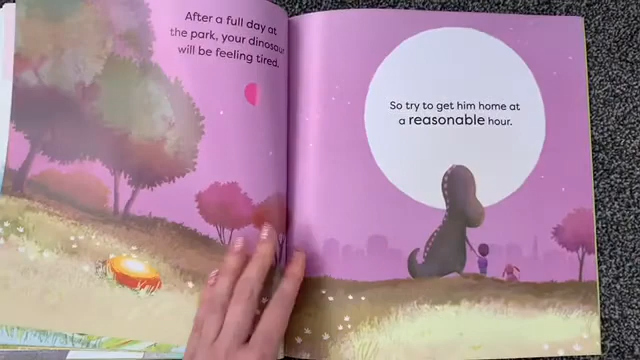 After a full day at
the park, your dinosaur
will be feeling tired.
So try to get him home at
a reasonable hour.